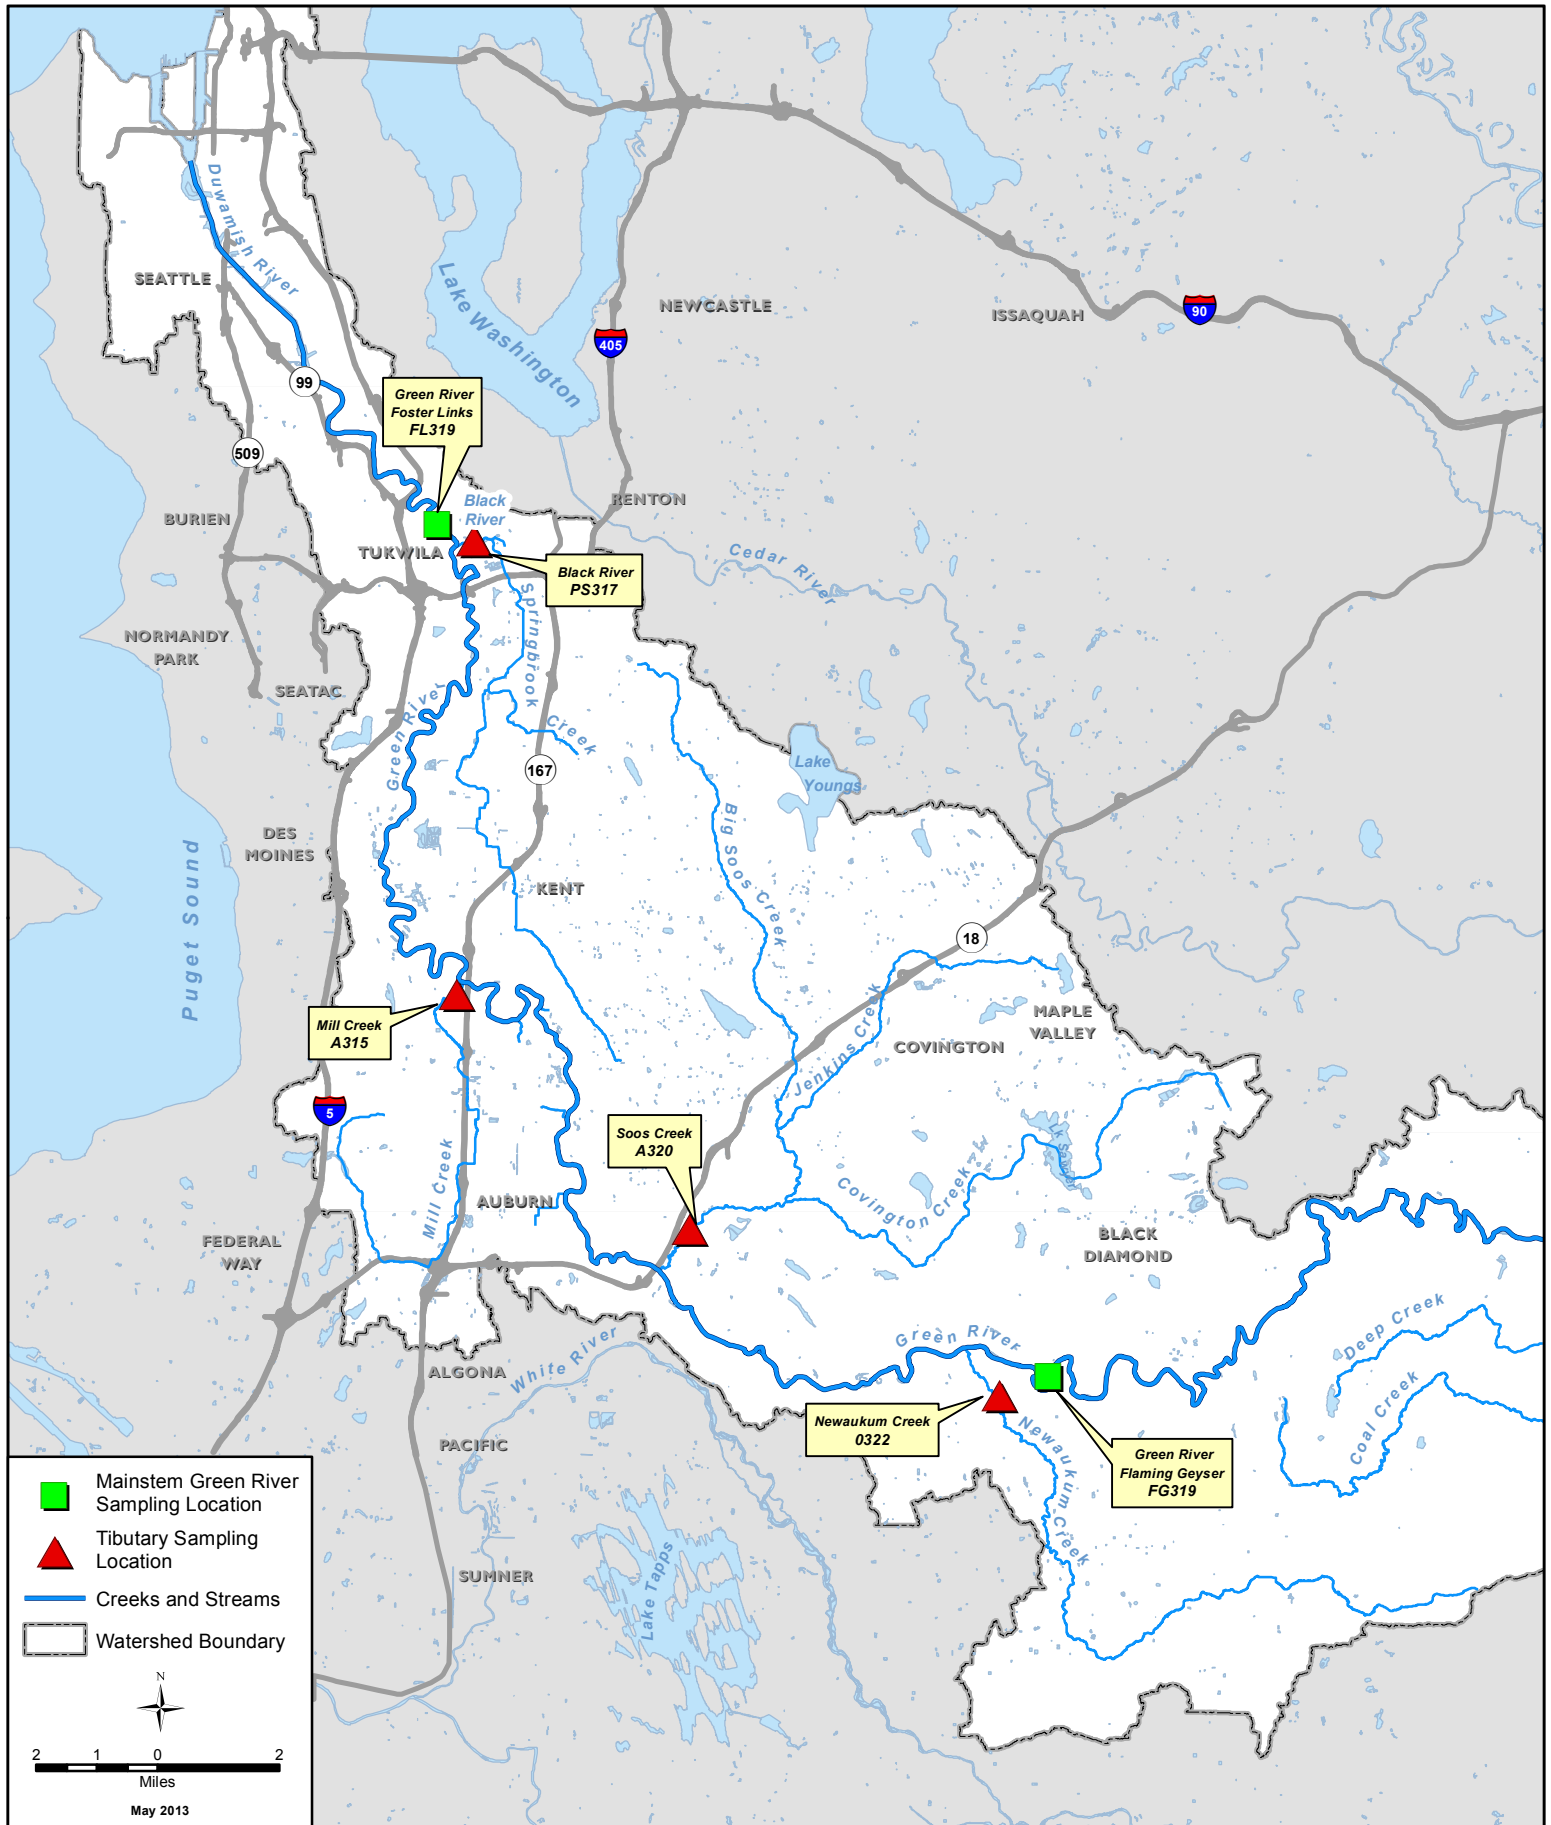 Duwamish River
SEATTLE
Lake Washington
NEWCASTLE
ISSAQUAH
90
405
99
Green River
Foster Links
FL319
509
BURIEN
Black
River
RENTON
TUKWILA
Cedar River
Black River
PS317
Springbrook Creek
NORMANDY
PARK
SEATAC
Green River
167
Lake
Youngs
Big Soos Creek
DES
MOINES
Puget Sound
KENT
18
Mill Creek
A315
Jenkins Creek
MAPLE
VALLEY
COVINGTON
5
Soos Creek
A320
Lk Sawyer
Mill Creek
AUBURN
Covington Creek
FEDERAL
WAY
BLACK
DIAMOND
ALGONA
White River
Green River
Deep Creek
Coal Creek
Newaukum Creek
0322
Newaukum Creek
Green River
Flaming Geyser
FG319
PACIFIC
SUMNER
Lake Tapps
Mainstem Green River
Sampling Location
Tibutary Sampling
Location
Creeks and Streams
Watershed Boundary
N
2 1 0 2
Miles
May 2013